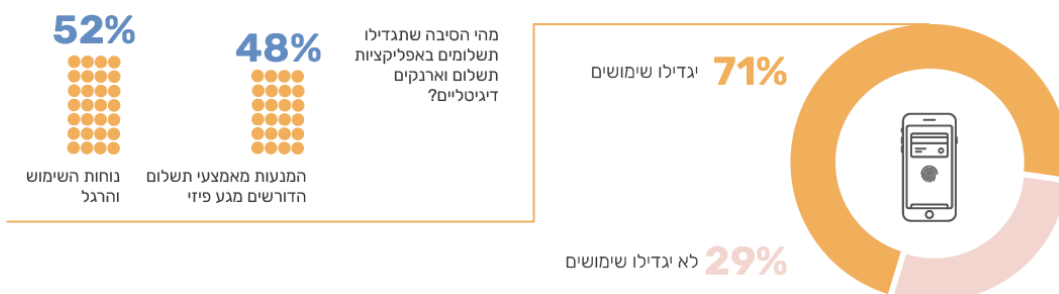 71% יגדילו שימושים
29% לא יגדילו שימושים
מהי הסיבה שתגדילו
תשלומים באפליקציות
תשלום וארנקים
דיגיטליים?
48%
המנעות מאמצעי תשלום
הדורשים מגע פיזי
52%
נוחות השימוש
והרגל